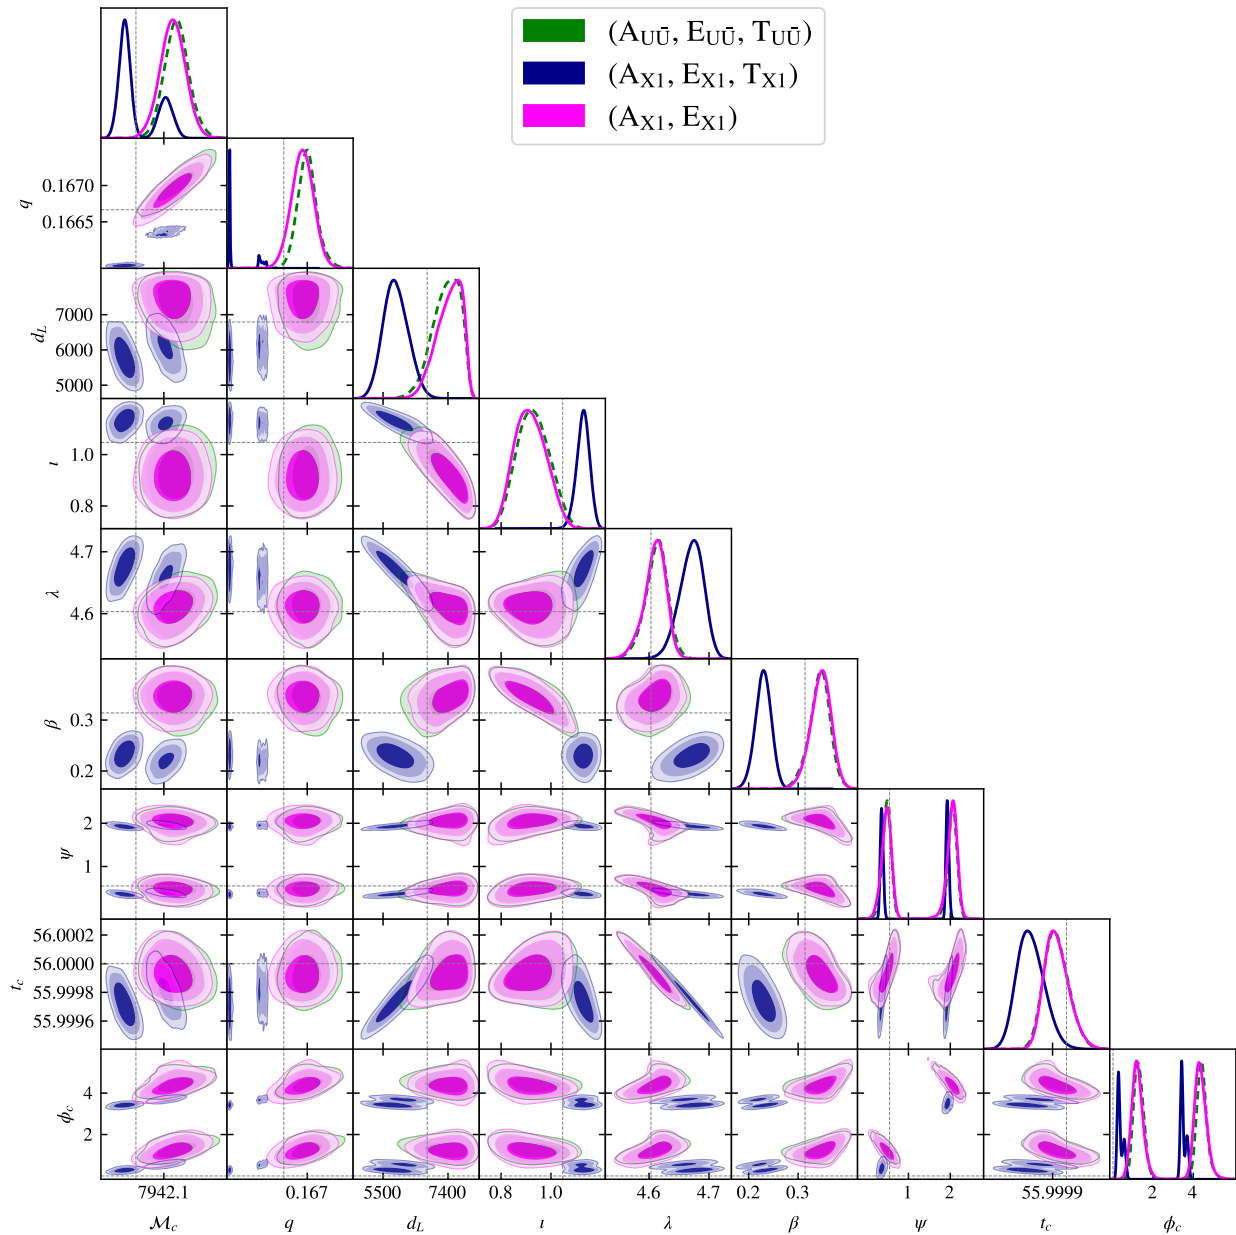 (A_UŪ, E_UŪ, T_UŪ)
(A_X1, E_X1, T_X1)
(A_X1, E_X1)
0.1670
0.1665
q
7000
6000
5000
d_L
1.0
0.8
ι
4.7
4.6
λ
0.3
0.2
β
2
1
ψ
56.0002
56.0000
55.9998
55.9996
t_c
4
2
ϕ_c
7942.1 0.167 5500 7400 0.8 1.0 4.6 4.7 0.2 0.3 1 2 55.9999 2 4
ℳ_c q d_L ι λ β ψ t_c ϕ_c